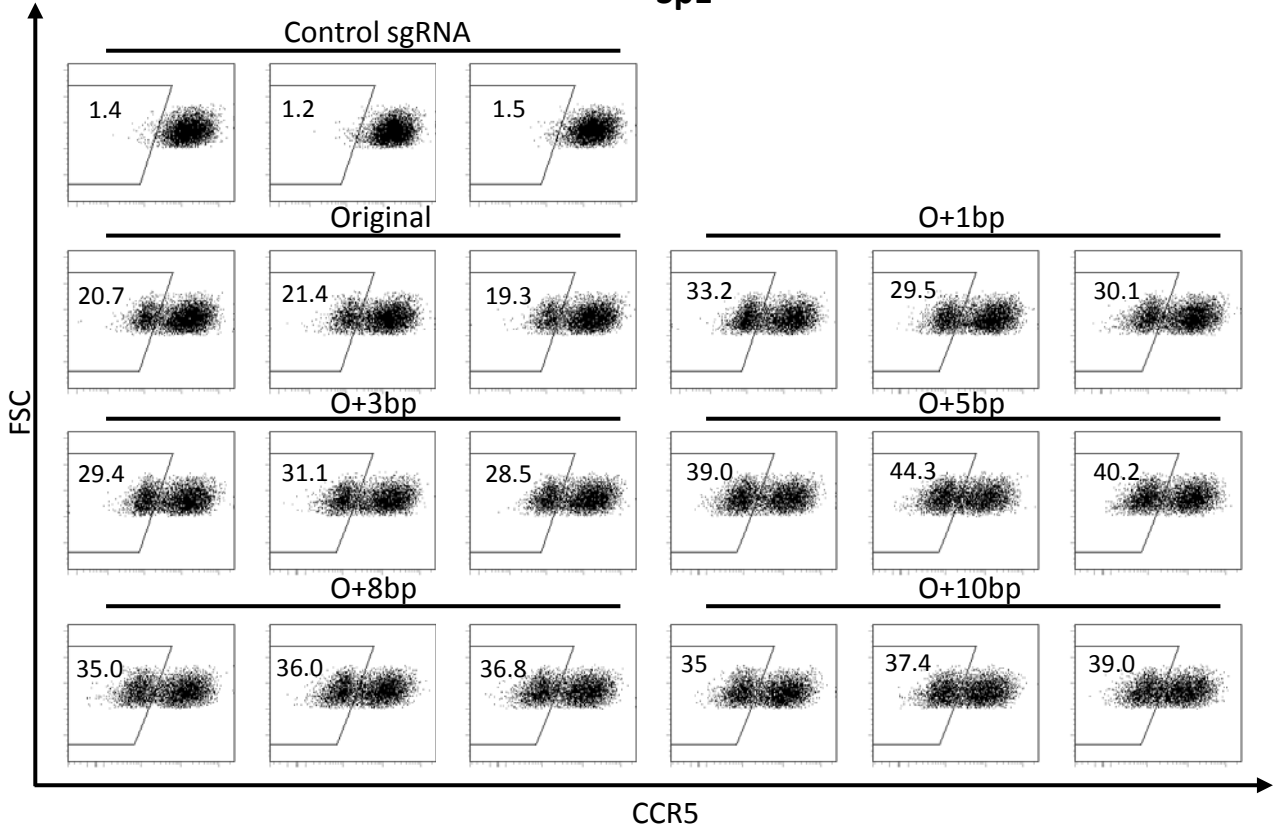 Control sgRNA
1.4 1.2 1.5
Original O+1bp
20.7 21.4 19.3 33.2 29.5 30.1
O+3bp O+5bp
29.4 31.1 28.5 39.0 44.3 40.2
O+8bp O+10bp
35.0 36.0 36.8 35 37.4 39.0
FSC
CCR5